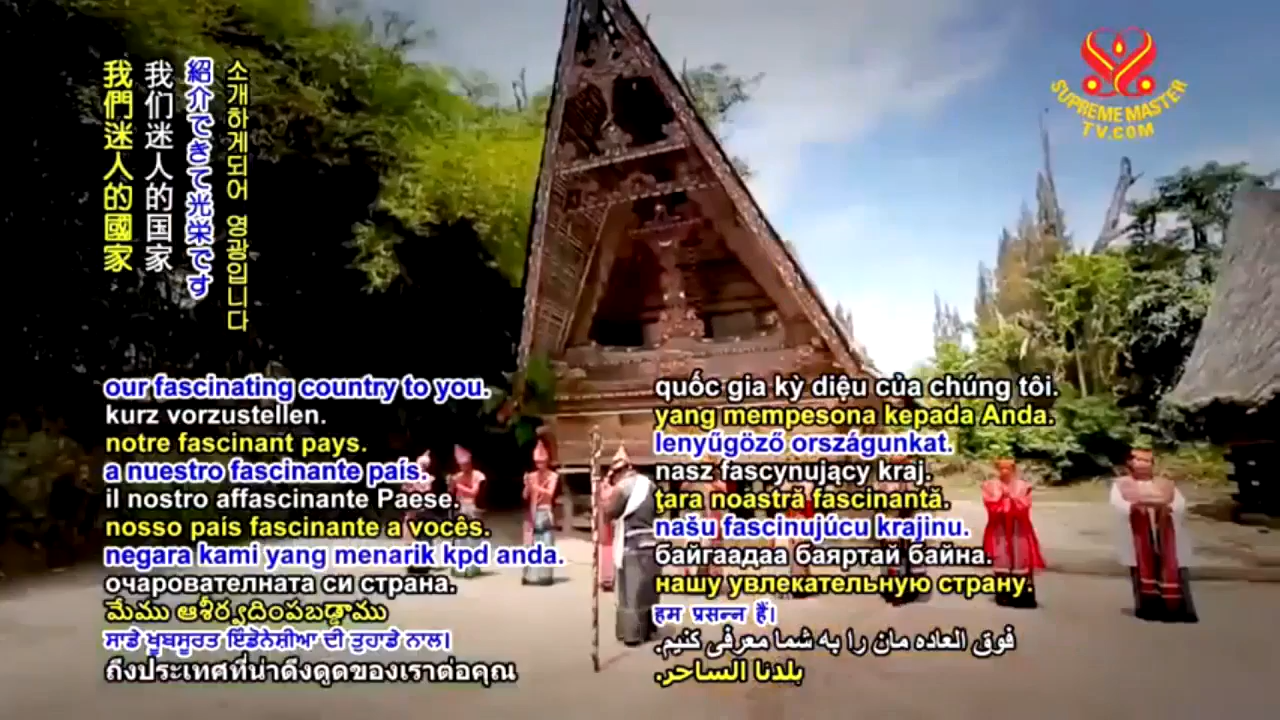 我們迷人的國家
我们迷人的国家
紹介できて光栄です
소개하게되어 영광입니다
SUPREME MASTER
TV.COM
our fascinating country to you.
kurz vorzustellen.
notre fascinant pays.
a nuestro fascinante país.
il nostro affascinante Paese.
nosso país fascinante a vocês.
negara kami yang menarik kpd anda.
очарователната си страна.
మేము ఆశీర్వదింపబడ్డాము
ਸਾਡੇ ਖੂਬਸੂਰਤ ਇੰਡੋਨੇਸ਼ੀਆ ਦੀ ਤੁਹਾਡੇ ਨਾਲ।
ถึงประเทศที่น่าดึงดูดของเราต่อคุณ
quốc gia kỳ diệu của chúng tôi.
yang mempesona kepada Anda.
lenyűgöző országunkat.
nasz fascynujący kraj.
ţara noastră fascinantă.
našu fascinujúcu krajinu.
байгаадаа баяртай байна.
нашу увлекательную страну.
हम प्रसन्न हैं।
فوق العاده مان را به شما معرفی کنیم.
بلدنا الساحر.